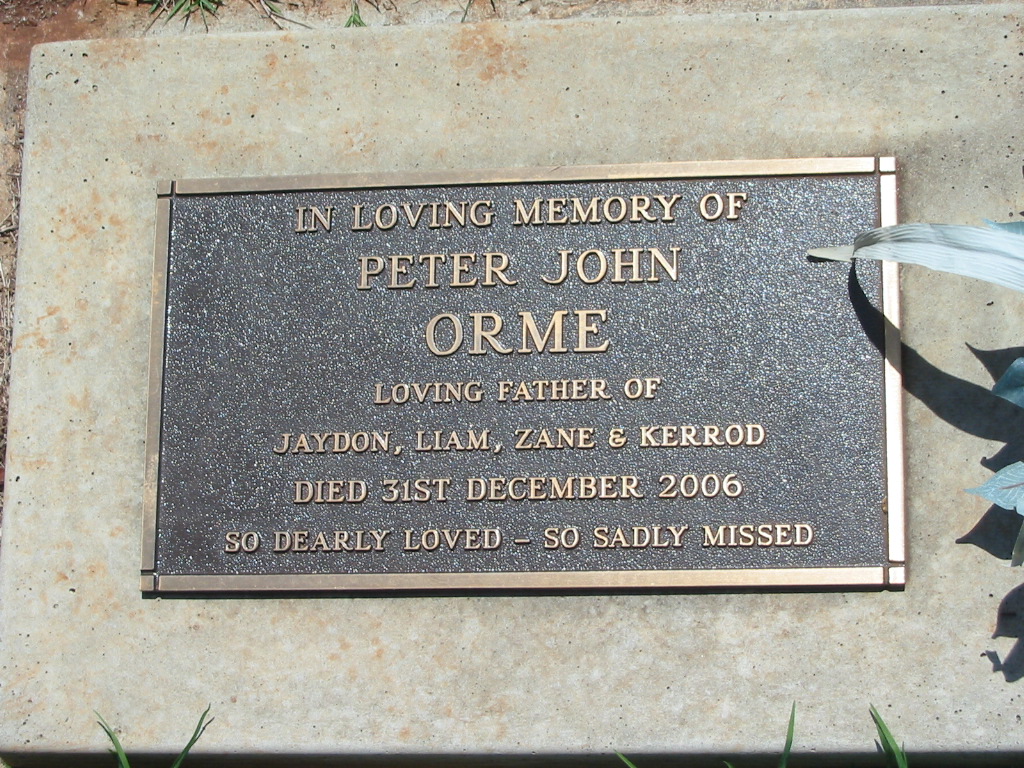 IN LOVING MEMORY OF
PETER JOHN
ORME
LOVING FATHER OF
JAYDON, LIAM, ZANE & KERROD
DIED 31ST DECEMBER 2006
SO DEARLY LOVED – SO SADLY MISSED